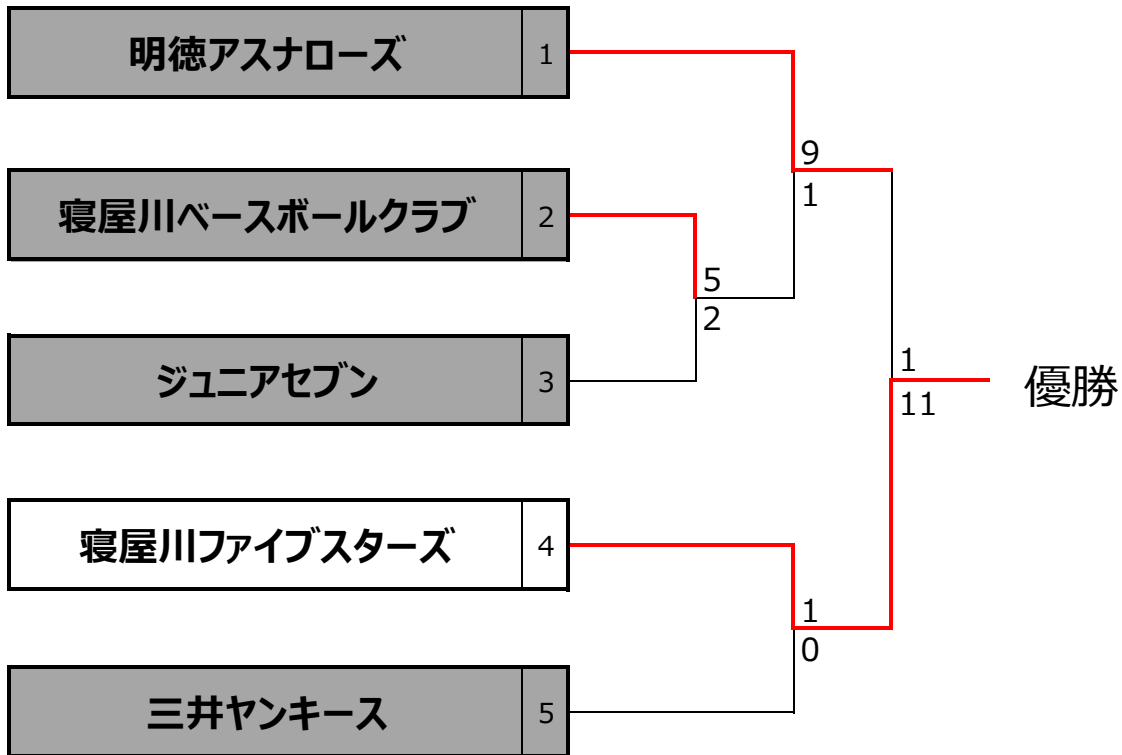 明徳アスナローズ 1
9
1
寝屋川ベースボールクラブ 2
5
2
ジュニアセブン 3
1
優勝
11
寝屋川ファイブスターズ 4
1
0
三井ヤンキース 5